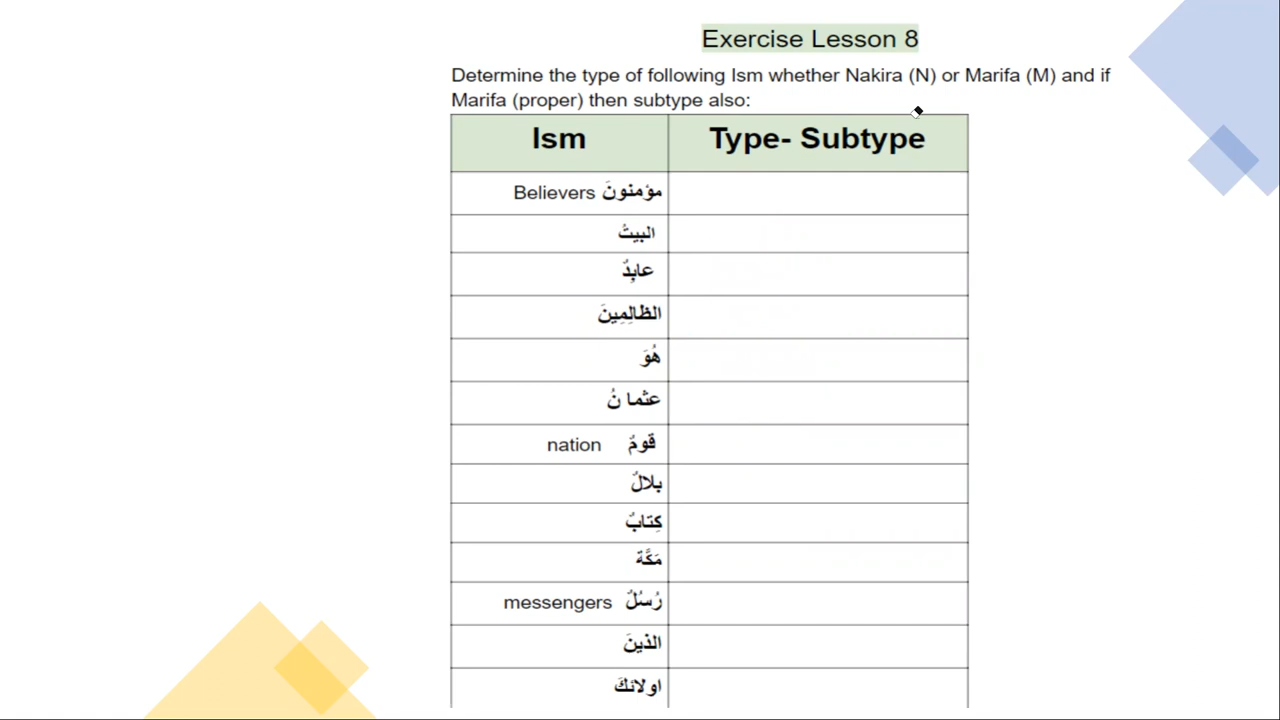 Exercise Lesson 8
Determine the type of following Ism whether Nakira (N) or Marifa (M) and if
Marifa (proper) then subtype also:
Ism Type- Subtype
Believers مؤمنونَ
البيتُ
عابِدٌ
الظالِمِينَ
هُوَ
عثما نُ
nation قومٌ
بلالٌ
كِتابٌ
مَكَّة
messengers رُسُلٌ
الذينَ
اولائكَ